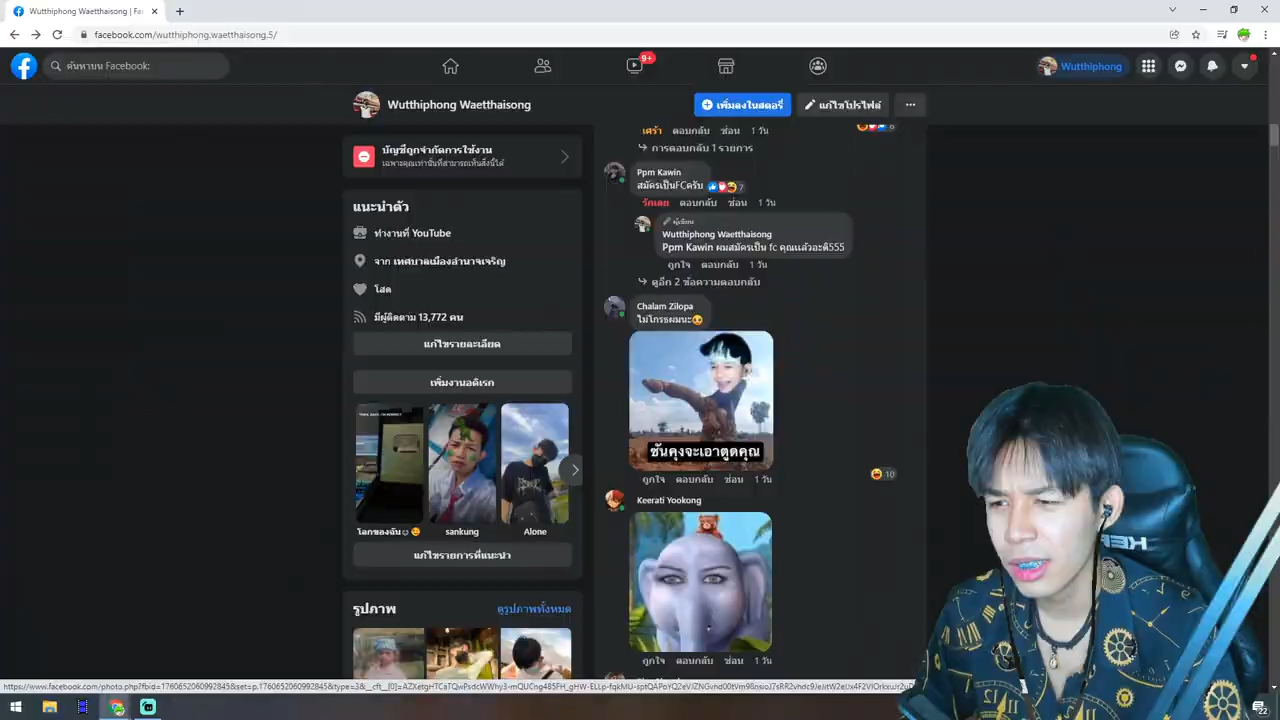 Wutthiphong Waetthaisong | Fa
facebook.com/wutthiphong.waetthaisong.5/
ค้นหาบน Facebook
9+
Wutthiphong
Wutthiphong Waetthaisong
เพิ่มลงในสตอรี่
แก้ไขโปรไฟล์
บัญชีถูกจำกัดการใช้งาน
เฉพาะคุณเท่านั้นที่สามารถเห็นสิ่งนี้ได้
แนะนำตัว
ทำงานที่ YouTube
จาก เทศบาลเมืองอำนาจเจริญ
โสด
มีผู้ติดตาม 13,772 คน
แก้ไขรายละเอียด
เพิ่มงานอดิเรก
โลกของฉัน
sankung
Alone
แก้ไขรายการที่แนะนำ
รูปภาพ
ดูรูปภาพทั้งหมด
เศร้า ตอบกลับ ซ่อน 1 วัน
การตอบกลับ 1 รายการ
Ppm Kawin
สมัครเป็นFCครับ
7
รักเลย ตอบกลับ ซ่อน 1 วัน
ผู้เขียน
Wutthiphong Waetthaisong
Ppm Kawin ผมสมัครเป็น fc คุณแล้วอะดิ555
ถูกใจ ตอบกลับ 1 วัน
ดูอีก 2 ข้อความตอบกลับ
Chalam Zilopa
ไม่โกรธผมนะ
ซันคุงจะเอาตูดคุณ
10
ถูกใจ ตอบกลับ ซ่อน 1 วัน
Keerati Yookong
ถูกใจ ตอบกลับ ซ่อน 1 วัน
22